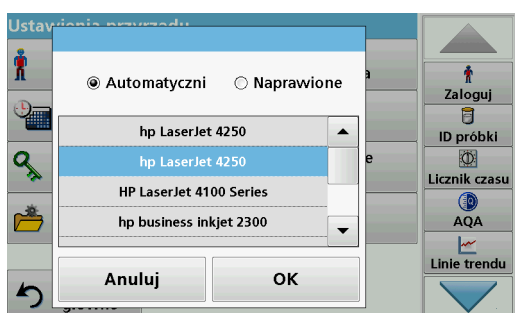 Ustawienia przyrządu
Automatyczni
Naprawione
hp LaserJet 4250
hp LaserJet 4250
HP LaserJet 4100 Series
hp business inkjet 2300
Anuluj
OK
Zaloguj
ID próbki
Licznik czasu
AQA
Linie trendu